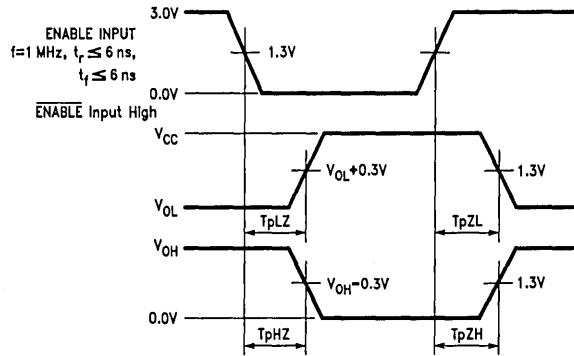 3.0V
ENABLE INPUT
f=1 MHz, tr ≤ 6 ns,
tf ≤ 6 ns
1.3V
0.0V
ENABLE Input High
VCC
VOL+0.3V
1.3V
VOL
TpLZ
TpZL
VOH
VOH=0.3V
1.3V
0.0V
TpHZ
TpZH